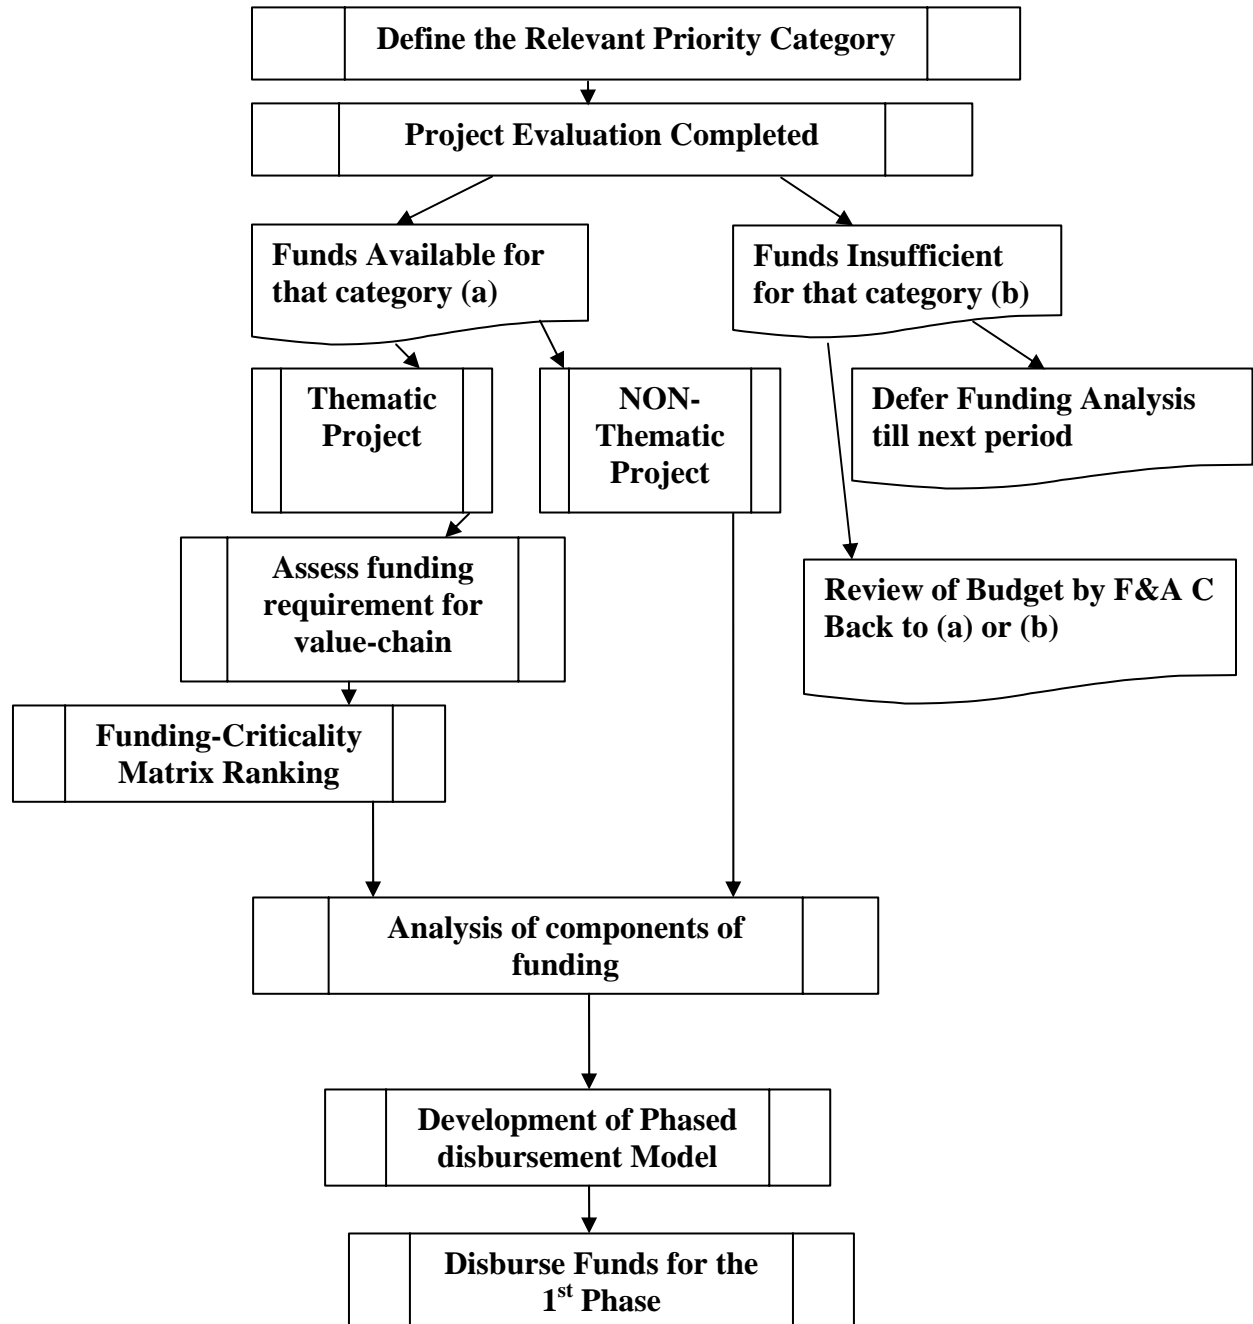 Define the Relevant Priority Category
Project Evaluation Completed
Funds Available for
that category (a)
Funds Insufficient
for that category (b)
Thematic
Project
NON-
Thematic
Project
Defer Funding Analysis
till next period
Assess funding
requirement for
value-chain
Review of Budget by F&A C
Back to (a) or (b)
Funding-Criticality
Matrix Ranking
Analysis of components of
funding
Development of Phased
disbursement Model
Disburse Funds for the
1st Phase